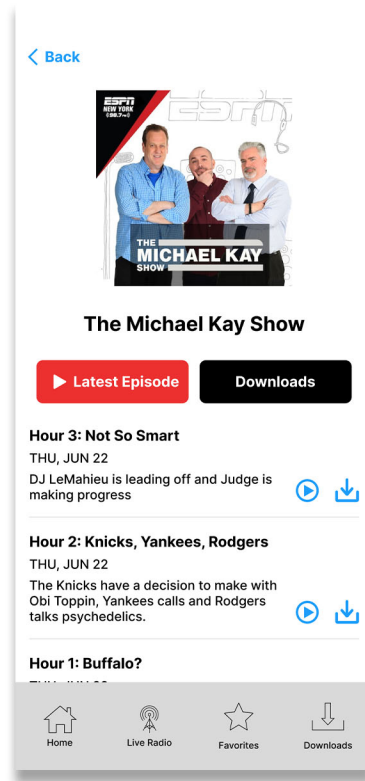 Back
ESPN
NEW YORK
98.7FM
ESPN
THE
MICHAEL KAY
SHOW
The Michael Kay Show
Latest Episode
Downloads
Hour 3: Not So Smart
THU, JUN 22
DJ LeMahieu is leading off and Judge is
making progress
Hour 2: Knicks, Yankees, Rodgers
THU, JUN 22
The Knicks have a decision to make with
Obi Toppin, Yankees calls and Rodgers
talks psychedelics.
Hour 1: Buffalo?
Home
Live Radio
Favorites
Downloads